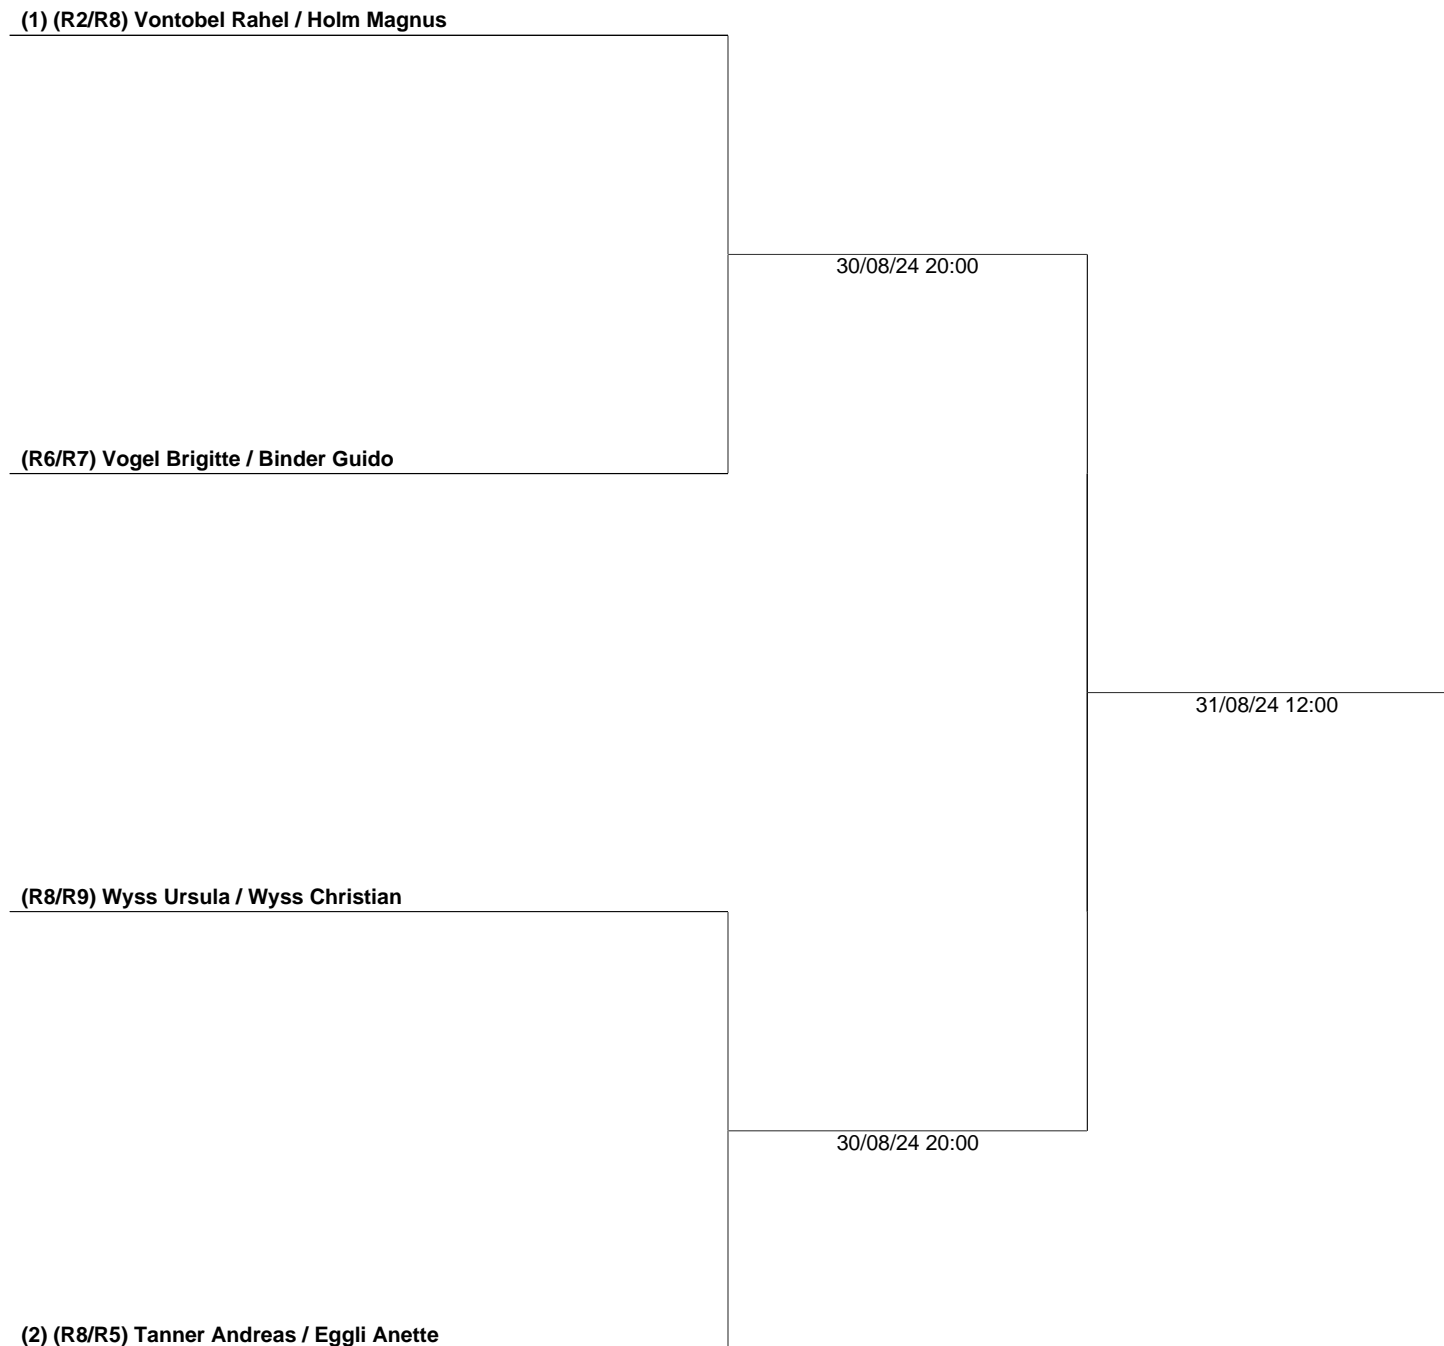 (1) (R2/R8) Vontobel Rahel / Holm Magnus
30/08/24 20:00
(R6/R7) Vogel Brigitte / Binder Guido
31/08/24 12:00
(R8/R9) Wyss Ursula / Wyss Christian
30/08/24 20:00
(2) (R8/R5) Tanner Andreas / Eggli Anette